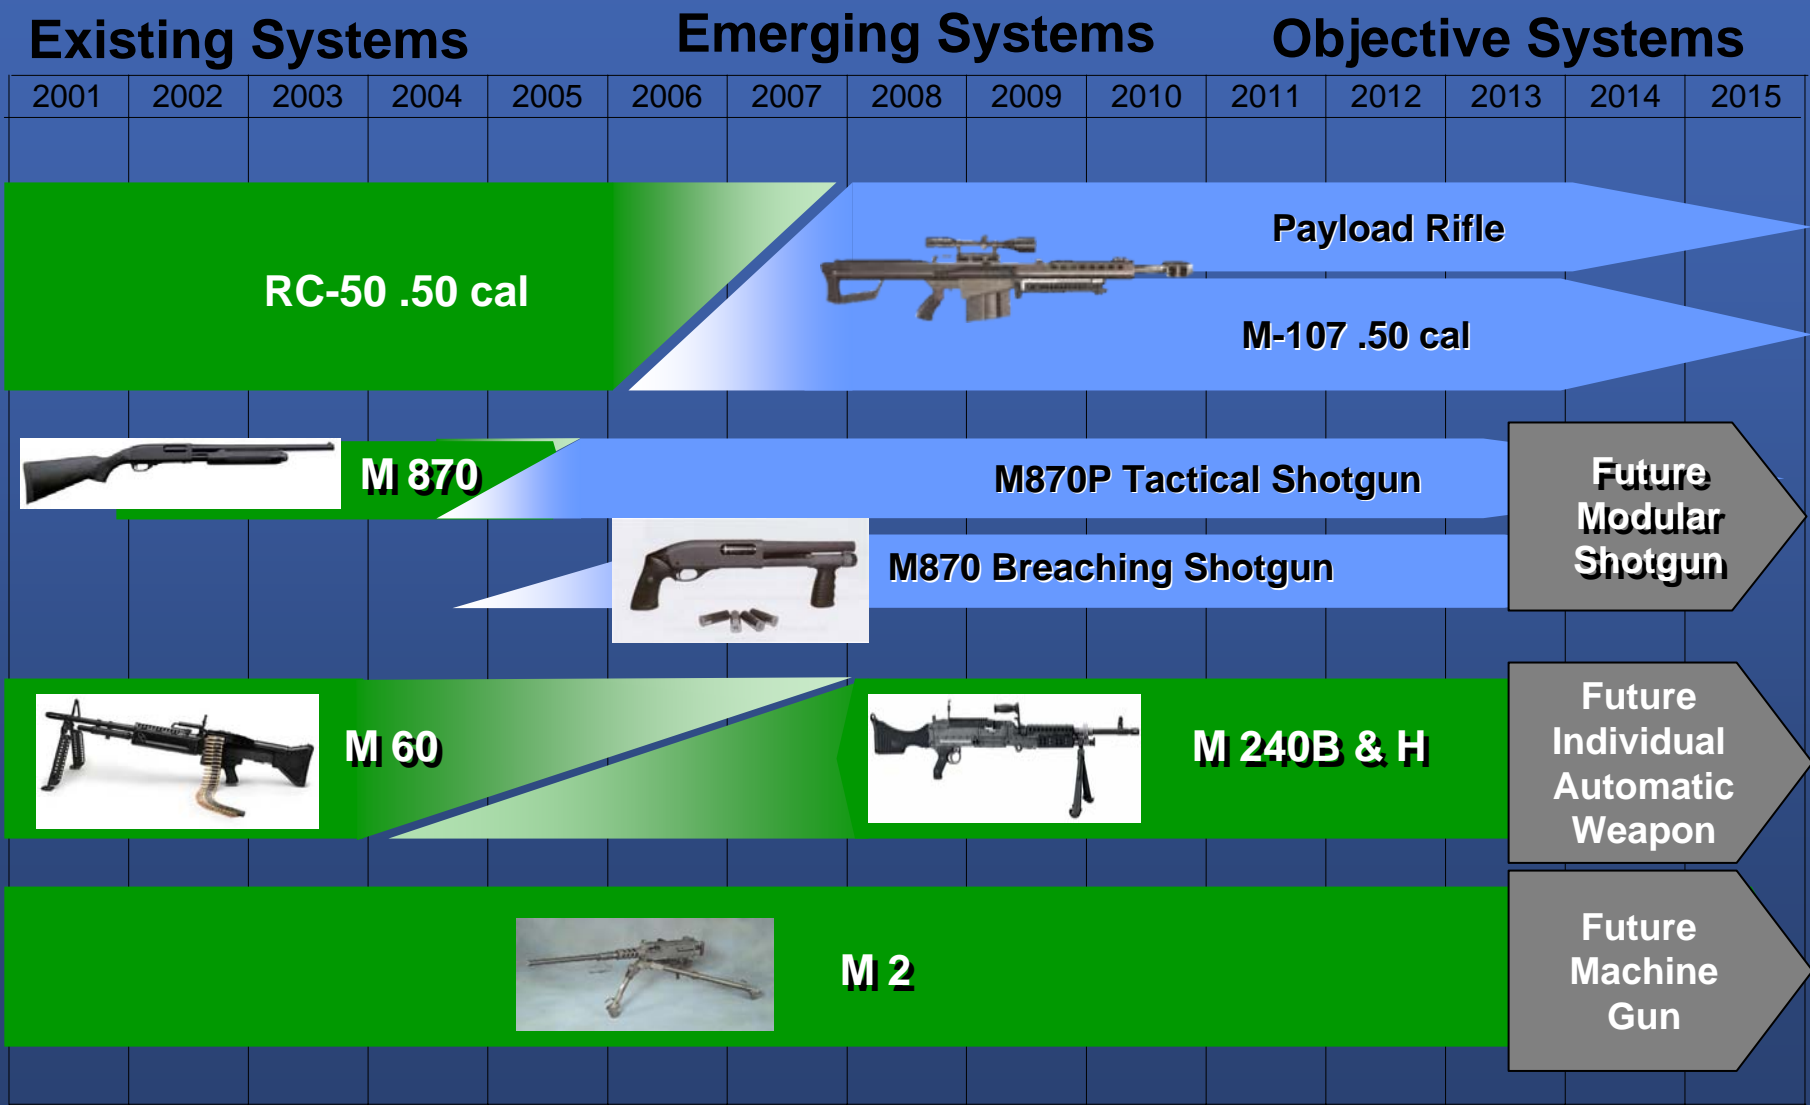 Existing Systems
Emerging Systems
Objective Systems
2001 2002 2003 2004 2005 2006 2007 2008 2009 2010 2011 2012 2013 2014 2015
Payload Rifle
RC-50 .50 cal
M-107 .50 cal
M 870
M870P Tactical Shotgun
Future
Modular
Shotgun
M870 Breaching Shotgun
M 60
M 240B & H
Future
Individual
Automatic
Weapon
M 2
Future
Machine
Gun